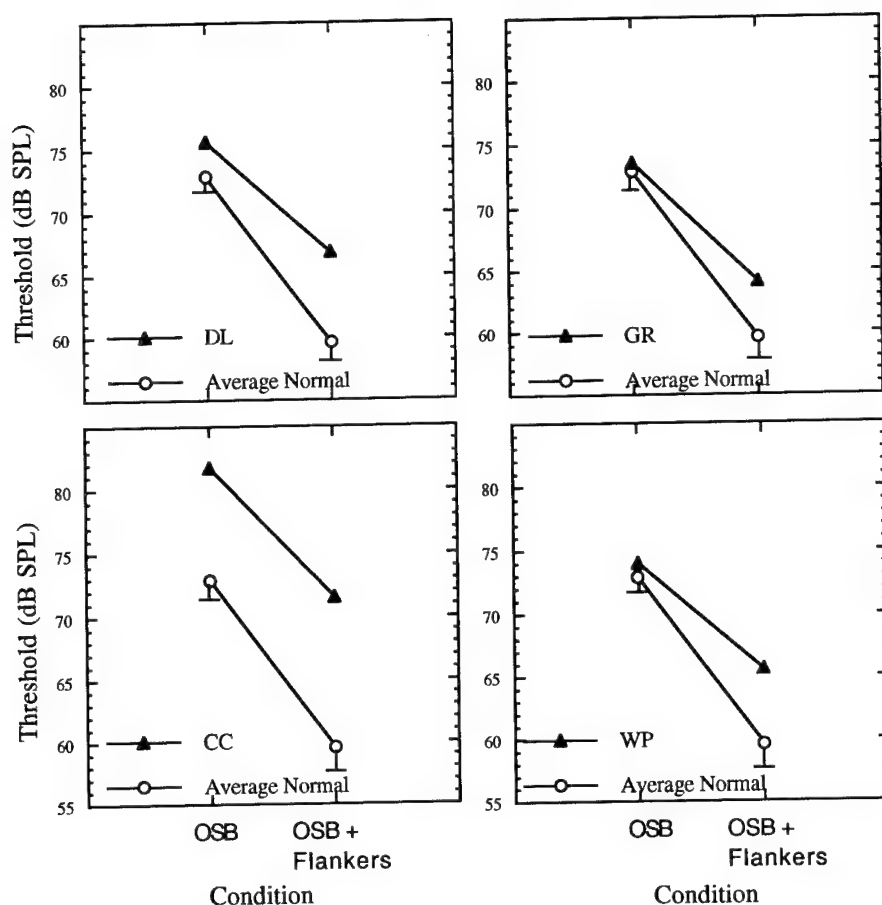 Threshold (dB SPL)
80
75
70
65
60
DL
Average Normal
80
75
70
65
60
GR
Average Normal
Threshold (dB SPL)
80
75
70
65
60
55
CC
Average Normal
OSB
OSB +
Flankers
Condition
80
75
70
65
60
55
WP
Average Normal
OSB
OSB +
Flankers
Condition